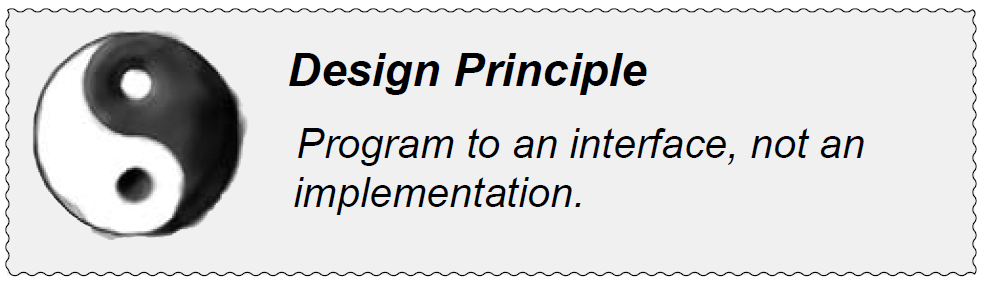 Design Principle
Program to an interface, not an
implementation.